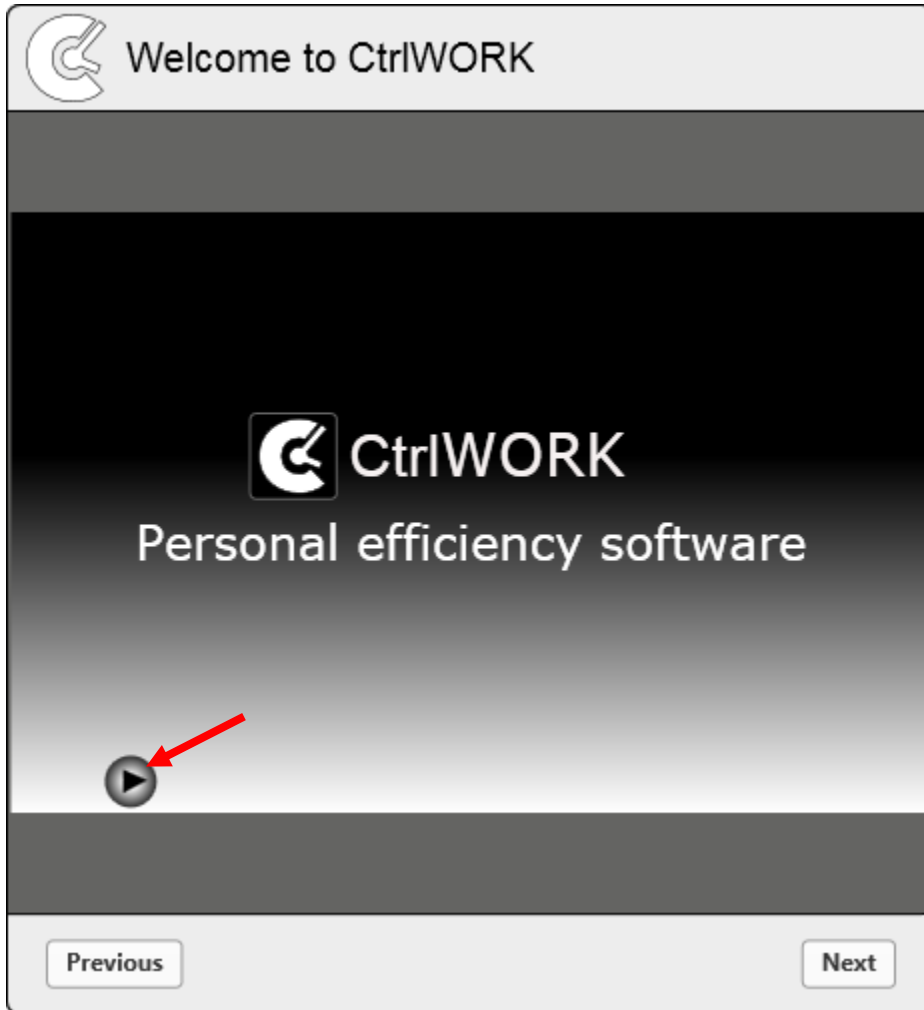 Welcome to CtrlWORK
CtrlWORK
Personal efficiency software
Previous
Next